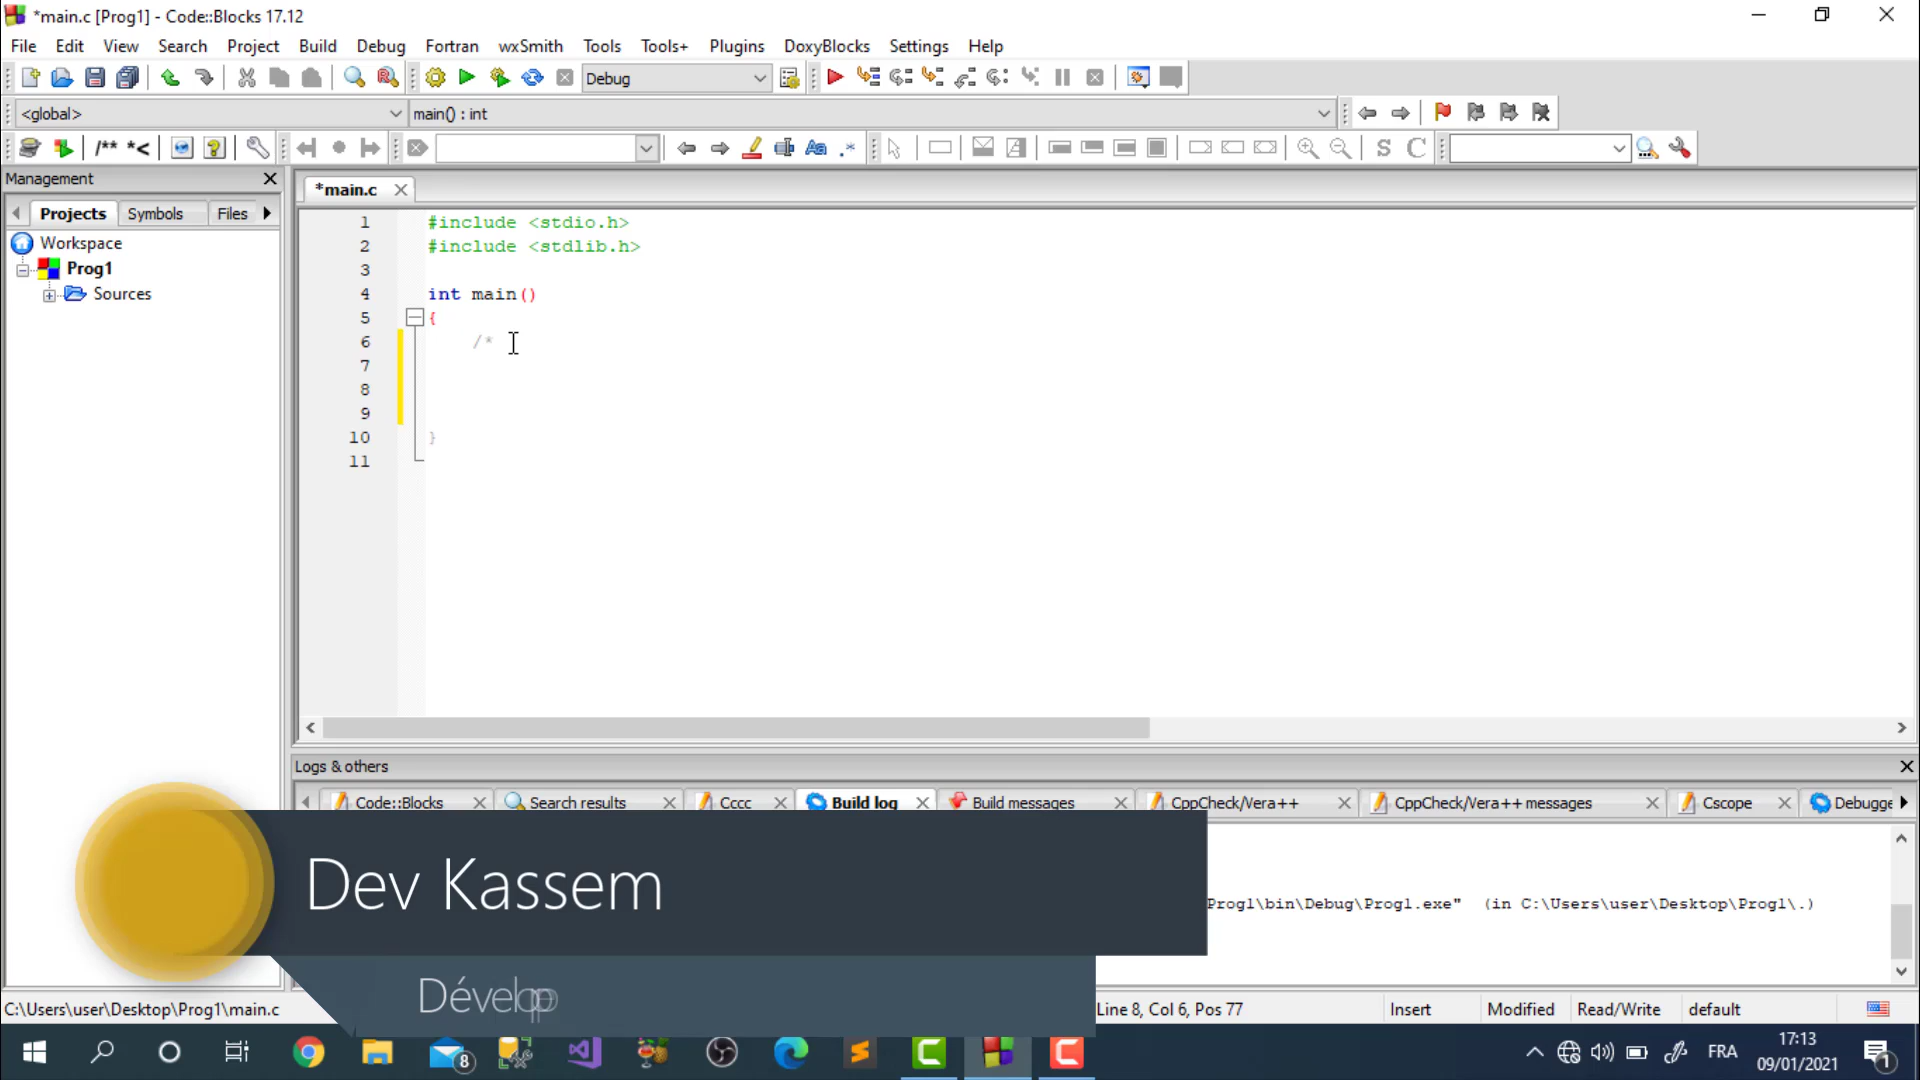 *main.c [Prog1] - Code::Blocks 17.12
File Edit View Search Project Build Debug Fortran wxSmith Tools Tools+ Plugins DoxyBlocks Settings Help
Debug
<global> main() : int
/** *<
S C
Management
Projects Symbols Files
*main.c
Workspace
Prog1
Sources
1 #include <stdio.h>
2 #include <stdlib.h>
3
4 int main()
5 {
6 /*
7
8
9
10 }
11
Logs & others
Code::Blocks Search results Cccc Build log Build messages CppCheck/Vera++ CppCheck/Vera++ messages Cscope Debugge
Prog1\bin\Debug\Prog1.exe" (in C:\Users\user\Desktop\Prog1\.)
Dev Kassem
Développ
C:\Users\user\Desktop\Prog1\main.c Line 8, Col 6, Pos 77 Insert Modified Read/Write default
8 FRA 17:13
09/01/2021 1